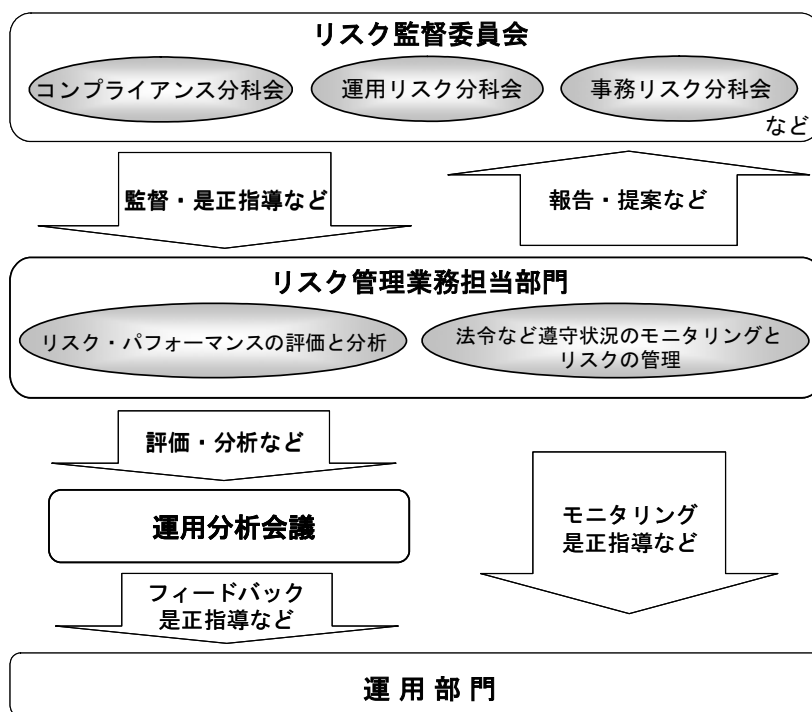 リスク監督委員会
コンプライアンス分科会
運用リスク分科会
事務リスク分科会
など
監督・是正指導など
報告・提案など
リスク管理業務担当部門
リスク・パフォーマンスの評価と分析
法令など遵守状況のモニタリングと
リスクの管理
評価・分析など
運用分析会議
モニタリング
是正指導など
フィードバック
是正指導など
運用部門